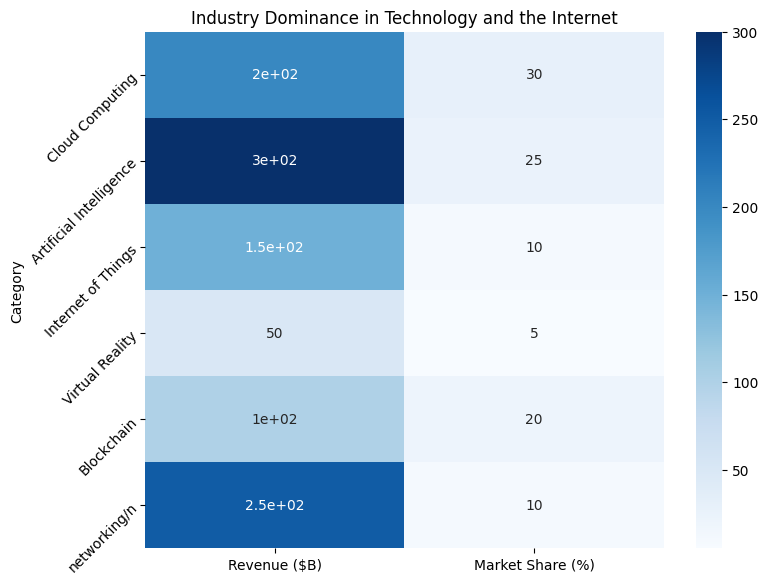 Industry Dominance in Technology and the Internet
Category
Cloud Computing 2e+02 30
Artificial Intelligence 3e+02 25
Internet of Things 1.5e+02 10
Virtual Reality 50 5
Blockchain 1e+02 20
networking/n 2.5e+02 10
Revenue ($B) Market Share (%)
300
250
200
150
100
50